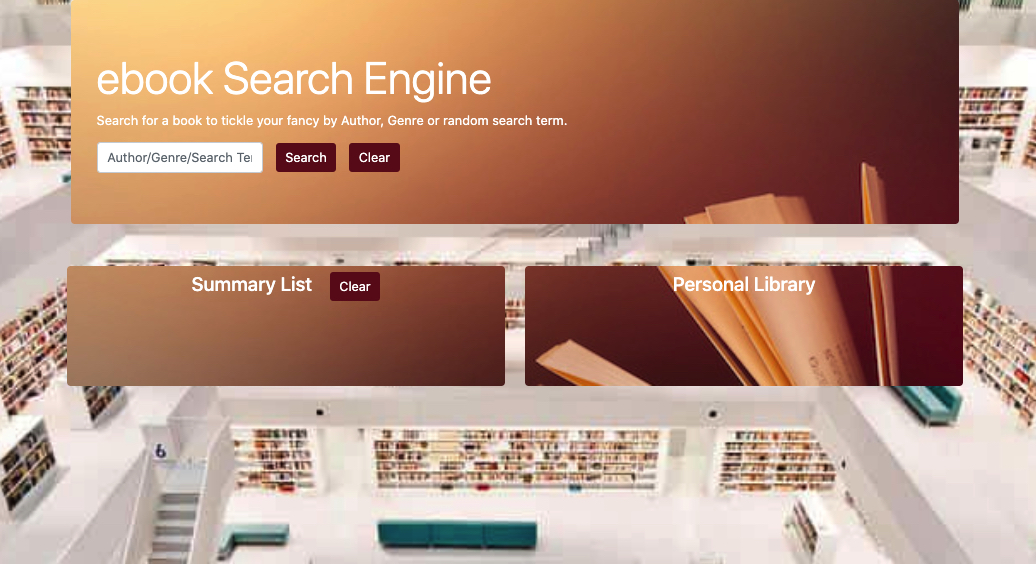 ebook Search Engine
Search for a book to tickle your fancy by Author, Genre or random search term.
Author/Genre/Search Te
Search
Clear
Summary List
Clear
Personal Library
6